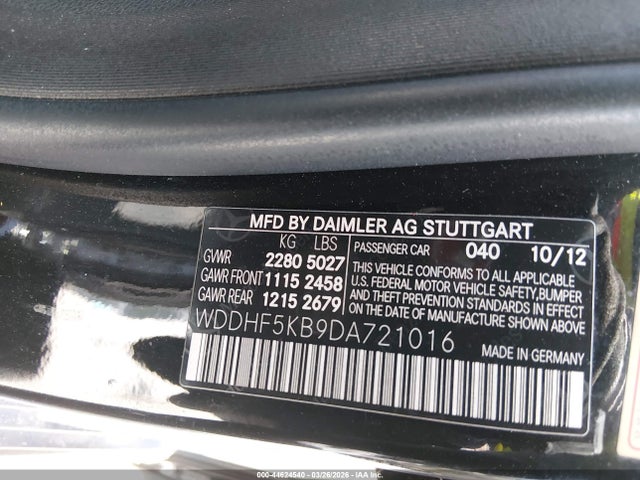 MFD BY DAIMLER AG STUTTGART
KG LBS PASSENGER CAR 040 10/12
GVWR 2280 5027
GAWR FRONT 1115 2458
GAWR REAR 1215 2679
THIS VEHICLE CONFORMS TO ALL APPLICABLE
U.S. FEDERAL MOTOR VEHICLE SAFETY, BUMPER
AND THEFT PREVENTION STANDARDS IN EFFECT
ON THE DATE OF MANUFACTURE SHOWN ABOVE.
WDDHF5KB9DA721016
MADE IN GERMANY
000-44624540 - 03/26/2026 - IAAI.COM